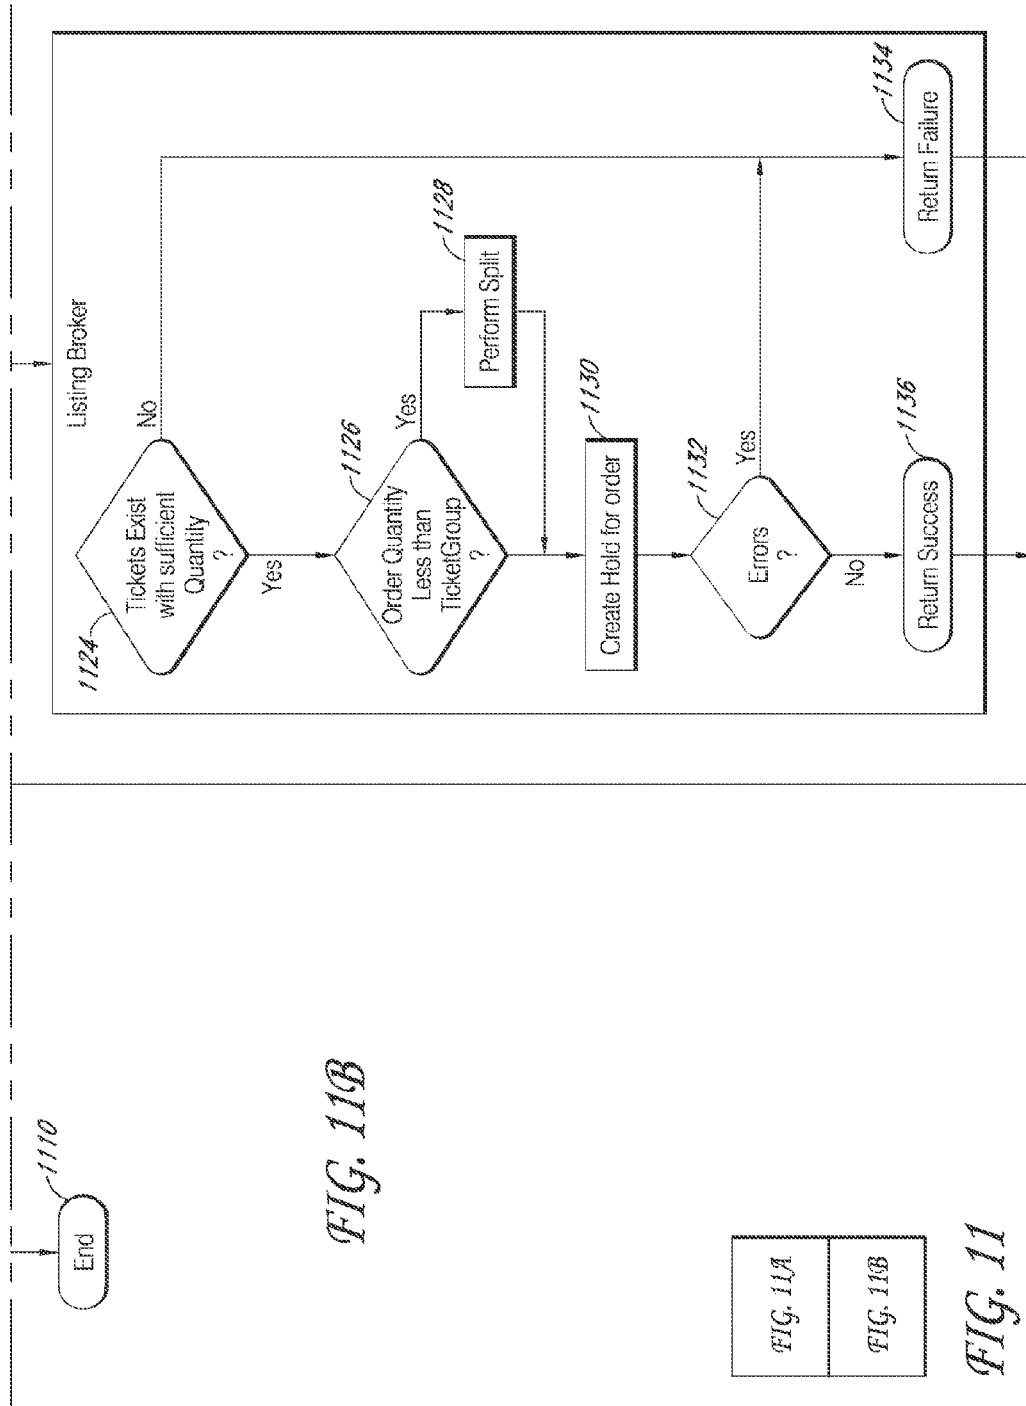 Listing Broker
1124
Tickets Exist
with sufficient
Quantity
?
No
Yes
1126
Order Quantity
Less than
TicketGroup
?
Yes
1128
Perform Split
1130
Create Hold for order
1132
Errors
?
Yes
No
1136
Return Success
1134
Return Failure
1110
End
FIG. 11B
FIG. 11A
FIG. 11B
FIG. 11